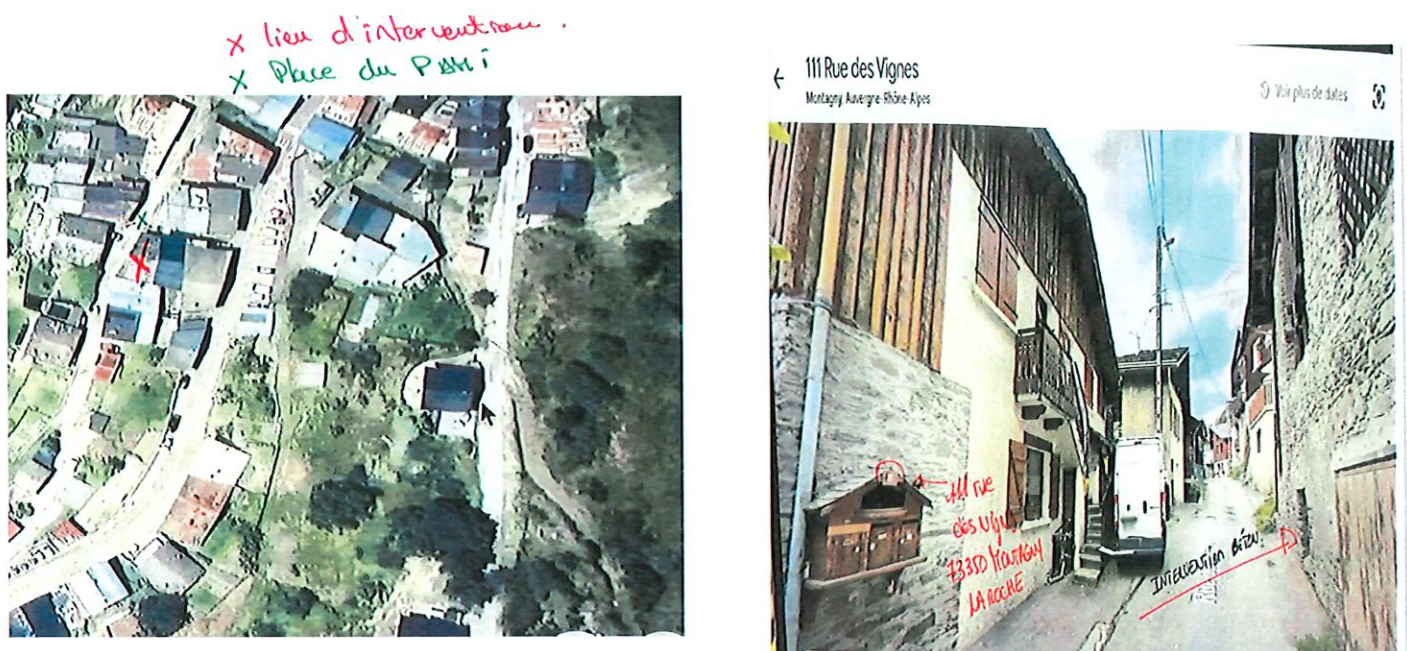 x lieu d'intervention.
x Place du PAMi
111 Rue des Vignes
Montagny, Auvergne-Rhône-Alpes
Voir plus de dates
111 rue
des Vignes
73350 MONTAGNY
LA ROCHE
INTERVENTION